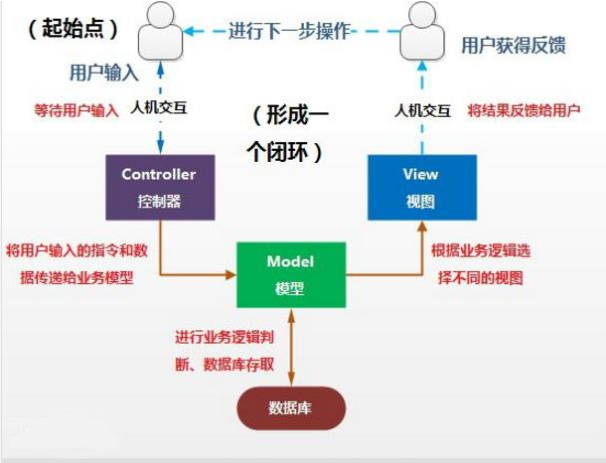 （起始点）
进行下一步操作
用户获得反馈
用户输入
等待用户输入
人机交互
（形成一
个闭环）
人机交互
将结果反馈给用户
Controller
控制器
View
视图
将用户输入的指令和数
据传递给业务模型
Model
模型
根据业务逻辑选
择不同的视图
进行业务逻辑判
断、数据库存取
数据库